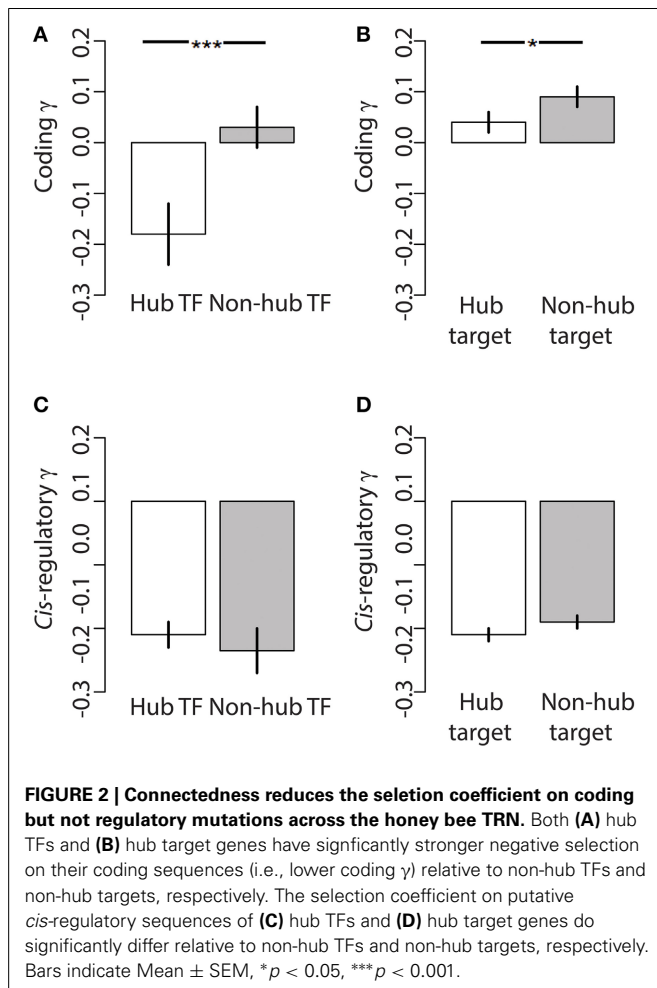 A
B
0.2
0.1
0.0
-0.1
-0.2
-0.3
Coding γ
***
Hub TF Non-hub TF
0.2
0.1
0.0
-0.1
-0.2
-0.3
Coding γ
*
Hub Non-hub
target target
C
D
0.2
0.1
0.0
-0.1
-0.2
-0.3
Cis-regulatory γ
Hub TF Non-hub TF
0.2
0.1
0.0
-0.1
-0.2
-0.3
Cis-regulatory γ
Hub Non-hub
target target
FIGURE 2 | Connectedness reduces the seletion coefficient on coding
but not regulatory mutations across the honey bee TRN. Both (A) hub
TFs and (B) hub target genes have signficantly stronger negative selection
on their coding sequences (i.e., lower coding γ) relative to non-hub TFs and
non-hub targets, respectively. The selection coefficient on putative
cis-regulatory sequences of (C) hub TFs and (D) hub target genes do
significantly differ relative to non-hub TFs and non-hub targets, respectively.
Bars indicate Mean ± SEM, *p < 0.05, ***p < 0.001.